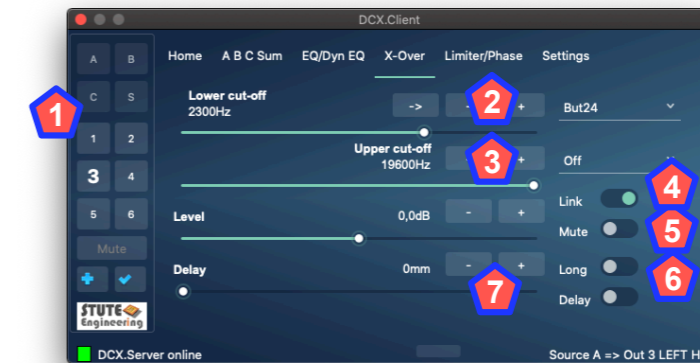 DCX.Client
A B
Home A B C Sum EQ/Dyn EQ X-Over Limiter/Phase Settings
C S
1
Lower cut-off
2300Hz
->
-
2
+
But24
1 2
Upper cut-off
19600Hz
-
3
+
Off
3 4
Link
4
5 6
Level
0,0dB
-
+
Mute
5
Mute
Delay
0mm
-
+
Long
6
7
Delay
STUTE
Engineering
DCX.Server online
Source A => Out 3 LEFT H